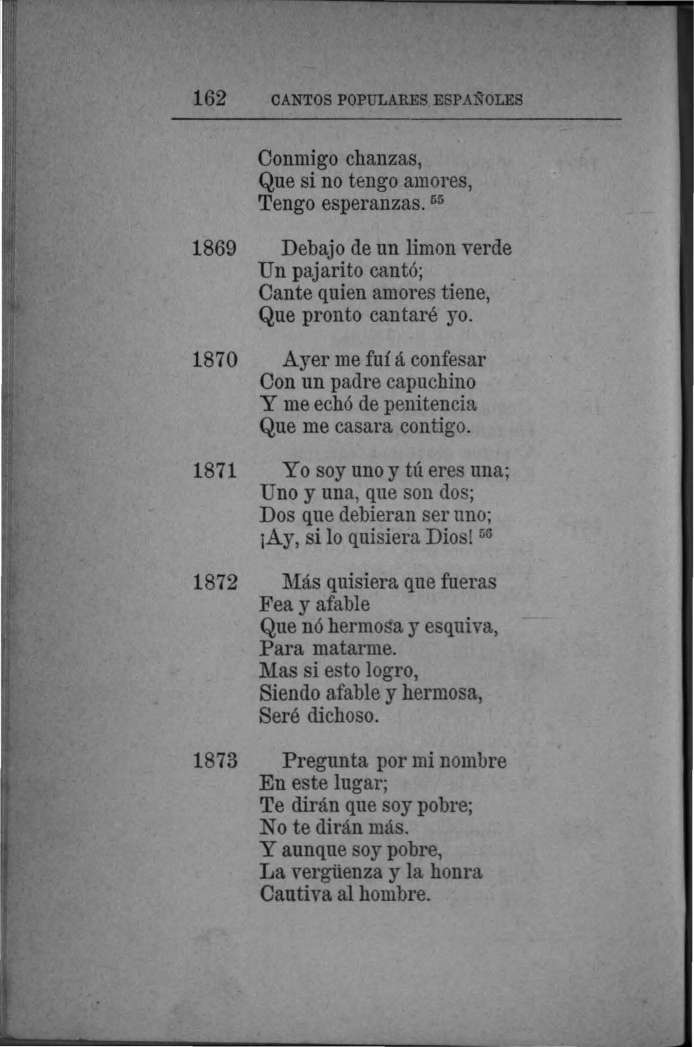 162 CANTOS POPULARES ESPAÑOLES
Conmigo chanzas,
Que si no tengo amores,
Tengo esperanzas. 55
1869 Debajo de un limon verde
Un pajarito cantó;
Cante quien amores tiene,
Que pronto cantaré yo.
1870 Ayer me fuí á confesar
Con un padre capuchino
Y me echó de penitencia
Que me casara contigo.
1871 Yo soy uno y tú eres una;
Uno y una, que son dos;
Dos que debieran ser uno;
¡Ay, si lo quisiera Dios! 56
1872 Más quisiera que fueras
Fea y afable
Que nó hermosa y esquiva,
Para matarme.
Mas si esto logro,
Siendo afable y hermosa,
Seré dichoso.
1873 Pregunta por mi nombre
En este lugar;
Te dirán que soy pobre;
No te dirán más.
Y aunque soy pobre,
La vergüenza y la honra
Cautiva al hombre.